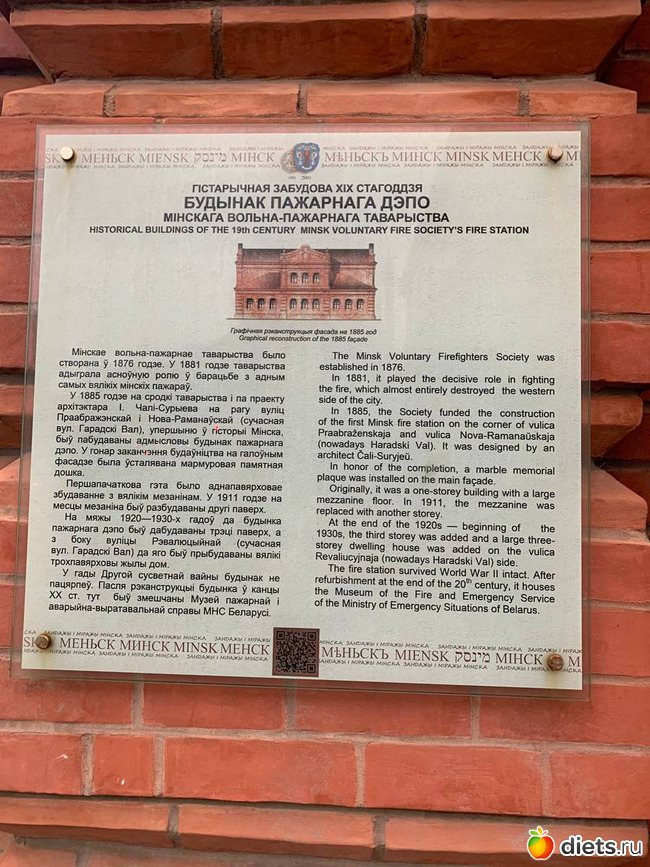 SK МЕНЬСК MIENSK מינסק МІНСК МѢНЬСКЪ МИНСК MINSK МЕНСК
ЗАНДАЖЫ І МІРАЖЫ МІНСКА
1991 2001
ГІСТАРЫЧНАЯ ЗАБУДОВА XIX СТАГОДДЗЯ
БУДЫНАК ПАЖАРНАГА ДЭПО
МІНСКАГА ВОЛЬНА-ПАЖАРНАГА ТАВАРЫСТВА
HISTORICAL BUILDINGS OF THE 19th CENTURY MINSK VOLUNTARY FIRE SOCIETY'S FIRE STATION
Графічная рэканструкцыя фасада на 1885 год
Graphical reconstruction of the 1885 façade
Мінскае вольна-пажарнае таварыства было
створана ў 1876 годзе. У 1881 годзе таварыства
адыграла асноўную ролю ў барацьбе з адным
самых вялікіх мінскіх пажараў.
У 1885 годзе на сродкі таварыства і па праекту
архітэктара І. Чалі-Сурыева на рагу вуліц
Праабражэнскай і Нова-Раманаўскай (сучасная
вул. Гарадскі Вал), упершыню ў гісторыі Мінска,
быў пабудаваны адмысловы будынак пажарнага
дэпо. У гонар заканчэння будаўніцтва на галоўным
фасадзе была ўсталявана мармуровая памятная
дошка.
Першапачаткова гэта было аднапавярховае
збудаванне з вялікім мезанінам. У 1911 годзе на
месцы мезаніна быў разбудаваны другі паверх.
На мяжы 1920—1930-х гадоў да будынка
пажарнага дэпо быў дабудаваны трэці паверх, а
з боку вуліцы Рэвалюцыйнай (сучасная
вул. Гарадскі Вал) да яго быў прыбудаваны вялікі
трохпавярховы жылы дом.
У гады Другой сусветнай вайны будынак не
пацярпеў. Пасля рэканструкцыі будынка ў канцы
XX ст. тут быў змешчаны Музей пажарнай і
аварыйна-выратавальнай справы МНС Беларусі.
The Minsk Voluntary Firefighters Society was
established in 1876.
In 1881, it played the decisive role in fighting
the fire, which almost entirely destroyed the western
side of the city.
In 1885, the Society funded the construction
of the first Minsk fire station on the corner of vulica
Praabraženskaja and vulica Nova-Ramanaŭskaja
(nowadays Haradski Val). It was designed by an
architect Čali-Suryjeŭ.
In honor of the completion, a marble memorial
plaque was installed on the main façade.
Originally, it was a one-storey building with a large
mezzanine floor. In 1911, the mezzanine was
replaced with another storey.
At the end of the 1920s — beginning of the
1930s, the third storey was added and a large three-
storey dwelling house was added on the vulica
Revaliucyjnaja (nowadays Haradski Val) side.
The fire station survived World War II intact. After
refurbishment at the end of the 20th century, it houses
the Museum of the Fire and Emergency Service
of the Ministry of Emergency Situations of Belarus.
SK МЕНЬСК МИНСК MINSK МЕНСК МѢНЬСКЪ MIENSK מינסק МІНСК
diets.ru